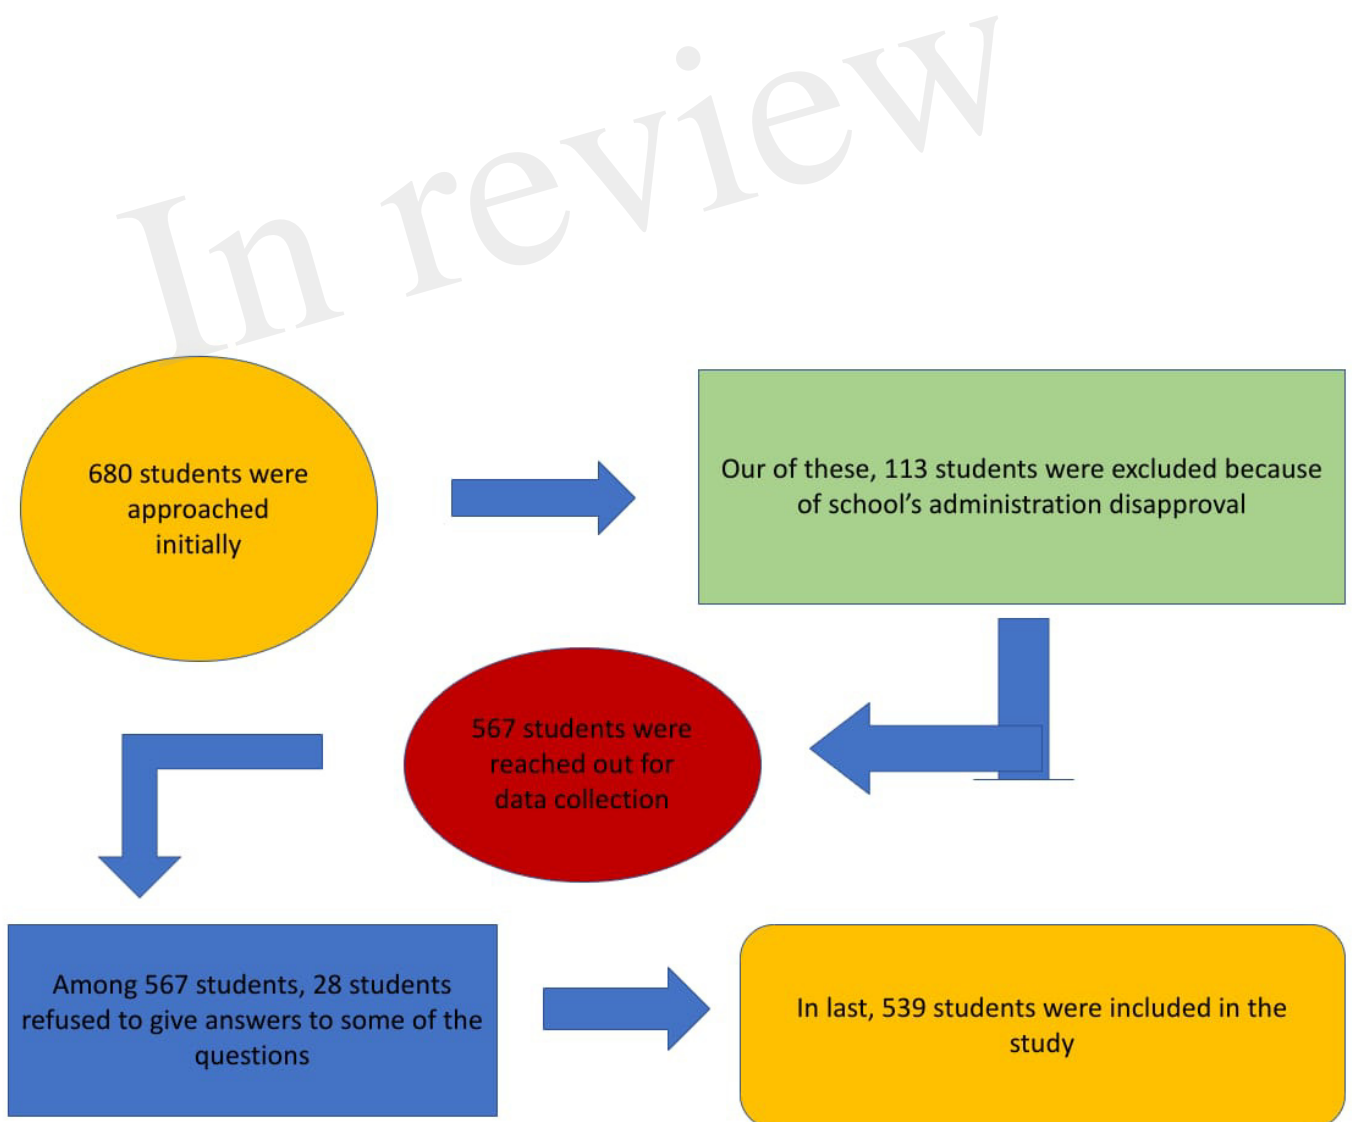 In review
680 students were
approached
initially
Our of these, 113 students were excluded because
of school’s administration disapproval
567 students were
reached out for
data collection
Among 567 students, 28 students
refused to give answers to some of the
questions
In last, 539 students were included in the
study